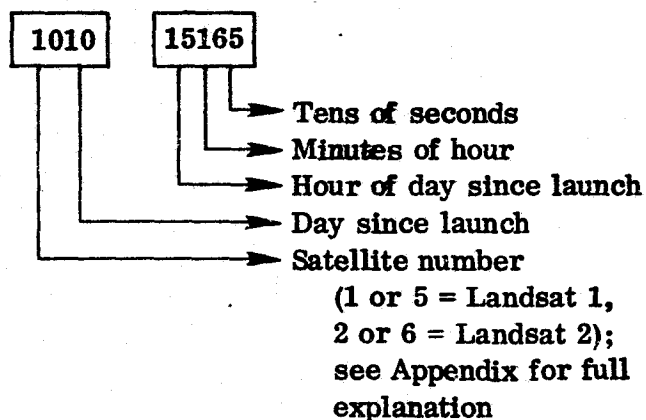 1010 15165
Tens of seconds
Minutes of hour
Hour of day since launch
Day since launch
Satellite number
(1 or 5 = Landsat 1,
2 or 6 = Landsat 2);
see Appendix for full
explanation